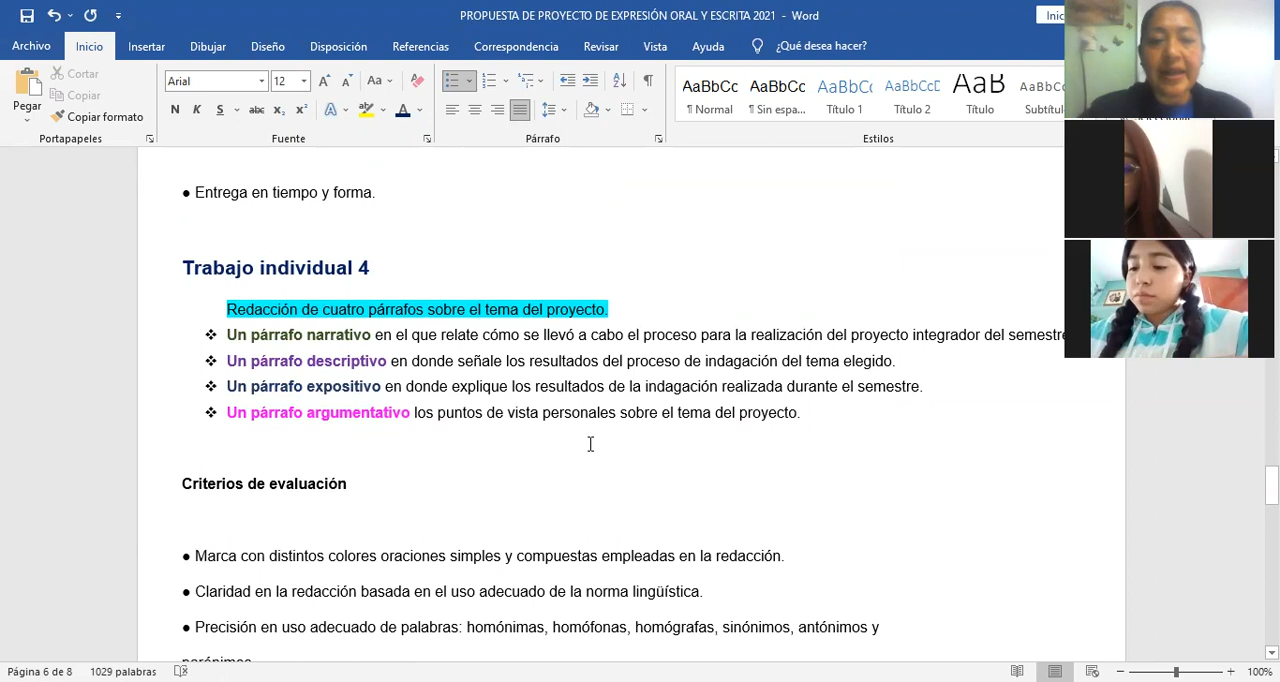 PROPUESTA DE PROYECTO DE EXPRESIÓN ORAL Y ESCRITA 2021 - Word
Inic
Archivo Inicio Insertar Dibujar Diseño Disposición Referencias Correspondencia Revisar Vista Ayuda ¿Qué desea hacer?
Pegar
Cortar
Copiar
Copiar formato
Portapapeles
Arial 12 A A Aa
N K S abc x₂ x² A A
Fuente
Párrafo
AaBbCc AaBbCc AaBbCc AaBbCcD AaB AaBbCc
¶ Normal ¶ Sin espa... Título 1 Título 2 Título Subtítul
Estilos
● Entrega en tiempo y forma.
Trabajo individual 4
Redacción de cuatro párrafos sobre el tema del proyecto.
❖ Un párrafo narrativo en el que relate cómo se llevó a cabo el proceso para la realización del proyecto integrador del semestre
❖ Un párrafo descriptivo en donde señale los resultados del proceso de indagación del tema elegido.
❖ Un párrafo expositivo en donde explique los resultados de la indagación realizada durante el semestre.
❖ Un párrafo argumentativo los puntos de vista personales sobre el tema del proyecto.
Criterios de evaluación
● Marca con distintos colores oraciones simples y compuestas empleadas en la redacción.
● Claridad en la redacción basada en el uso adecuado de la norma lingüística.
● Precisión en uso adecuado de palabras: homónimas, homófonas, homógrafas, sinónimos, antónimos y
parónimos
Página 6 de 8 1029 palabras 100%